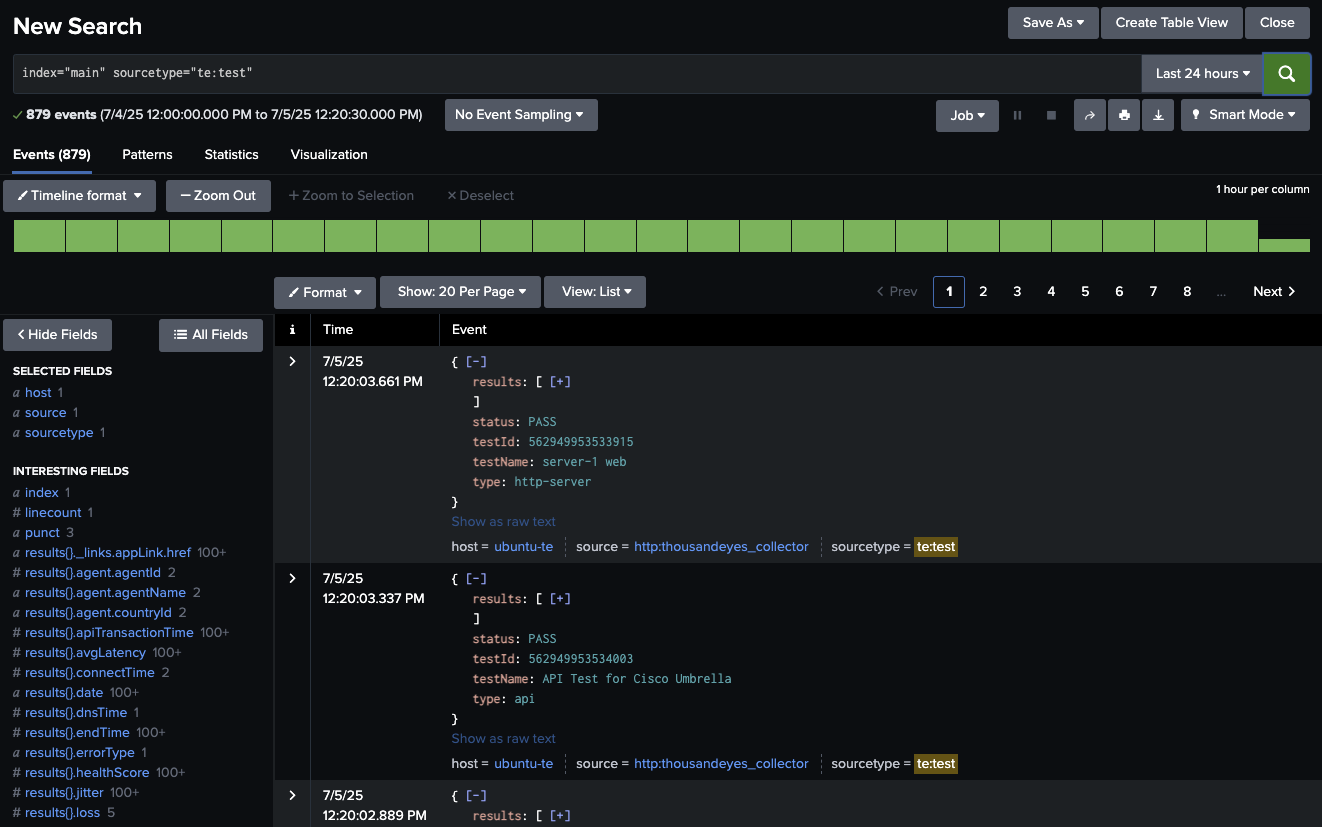 New Search
Save As
Create Table View
Close
index="main" sourcetype="te:test"
Last 24 hours
879 events (7/4/25 12:00:00.000 PM to 7/5/25 12:20:30.000 PM)
No Event Sampling
Job
Smart Mode
Events (879)
Patterns
Statistics
Visualization
Timeline format
— Zoom Out
+ Zoom to Selection
× Deselect
1 hour per column
Format
Show: 20 Per Page
View: List
< Prev
1
2
3
4
5
6
7
8
...
Next >
< Hide Fields
All Fields
SELECTED FIELDS
a host 1
a source 1
a sourcetype 1
INTERESTING FIELDS
a index 1
# linecount 1
a punct 3
a results{}._links.appLink.href 100+
# results{}.agent.agentId 2
a results{}.agent.agentName 2
a results{}.agent.countryId 2
# results{}.apiTransactionTime 100+
# results{}.avgLatency 100+
# results{}.connectTime 2
a results{}.date 100+
# results{}.dnsTime 1
# results{}.endTime 100+
a results{}.errorType 1
# results{}.healthScore 100+
# results{}.jitter 100+
# results{}.loss 5
i
Time
Event
> 7/5/25
12:20:03.661 PM
{ [-]
results: [ [+]
]
status: PASS
testId: 562949953533915
testName: server-1 web
type: http-server
}
Show as raw text
host = ubuntu-te
source = http:thousandeyes_collector
sourcetype = te:test
> 7/5/25
12:20:03.337 PM
{ [-]
results: [ [+]
]
status: PASS
testId: 562949953534003
testName: API Test for Cisco Umbrella
type: api
}
Show as raw text
host = ubuntu-te
source = http:thousandeyes_collector
sourcetype = te:test
> 7/5/25
12:20:02.889 PM
{ [-]
results: [ [+]